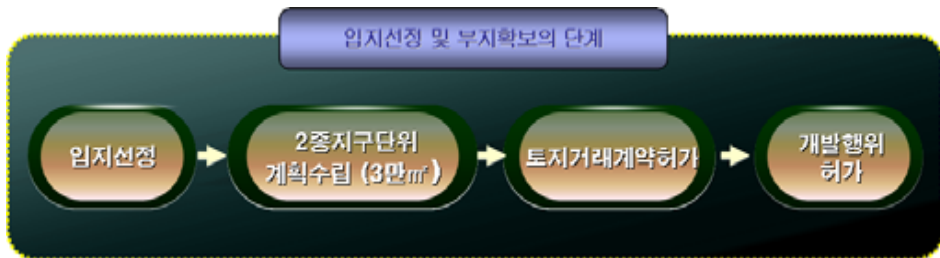 입지선정 및 부지확보의 단계
입지선정
2종지구단위
계획수립 (3만㎡)
토지거래계약허가
개발행위
허가